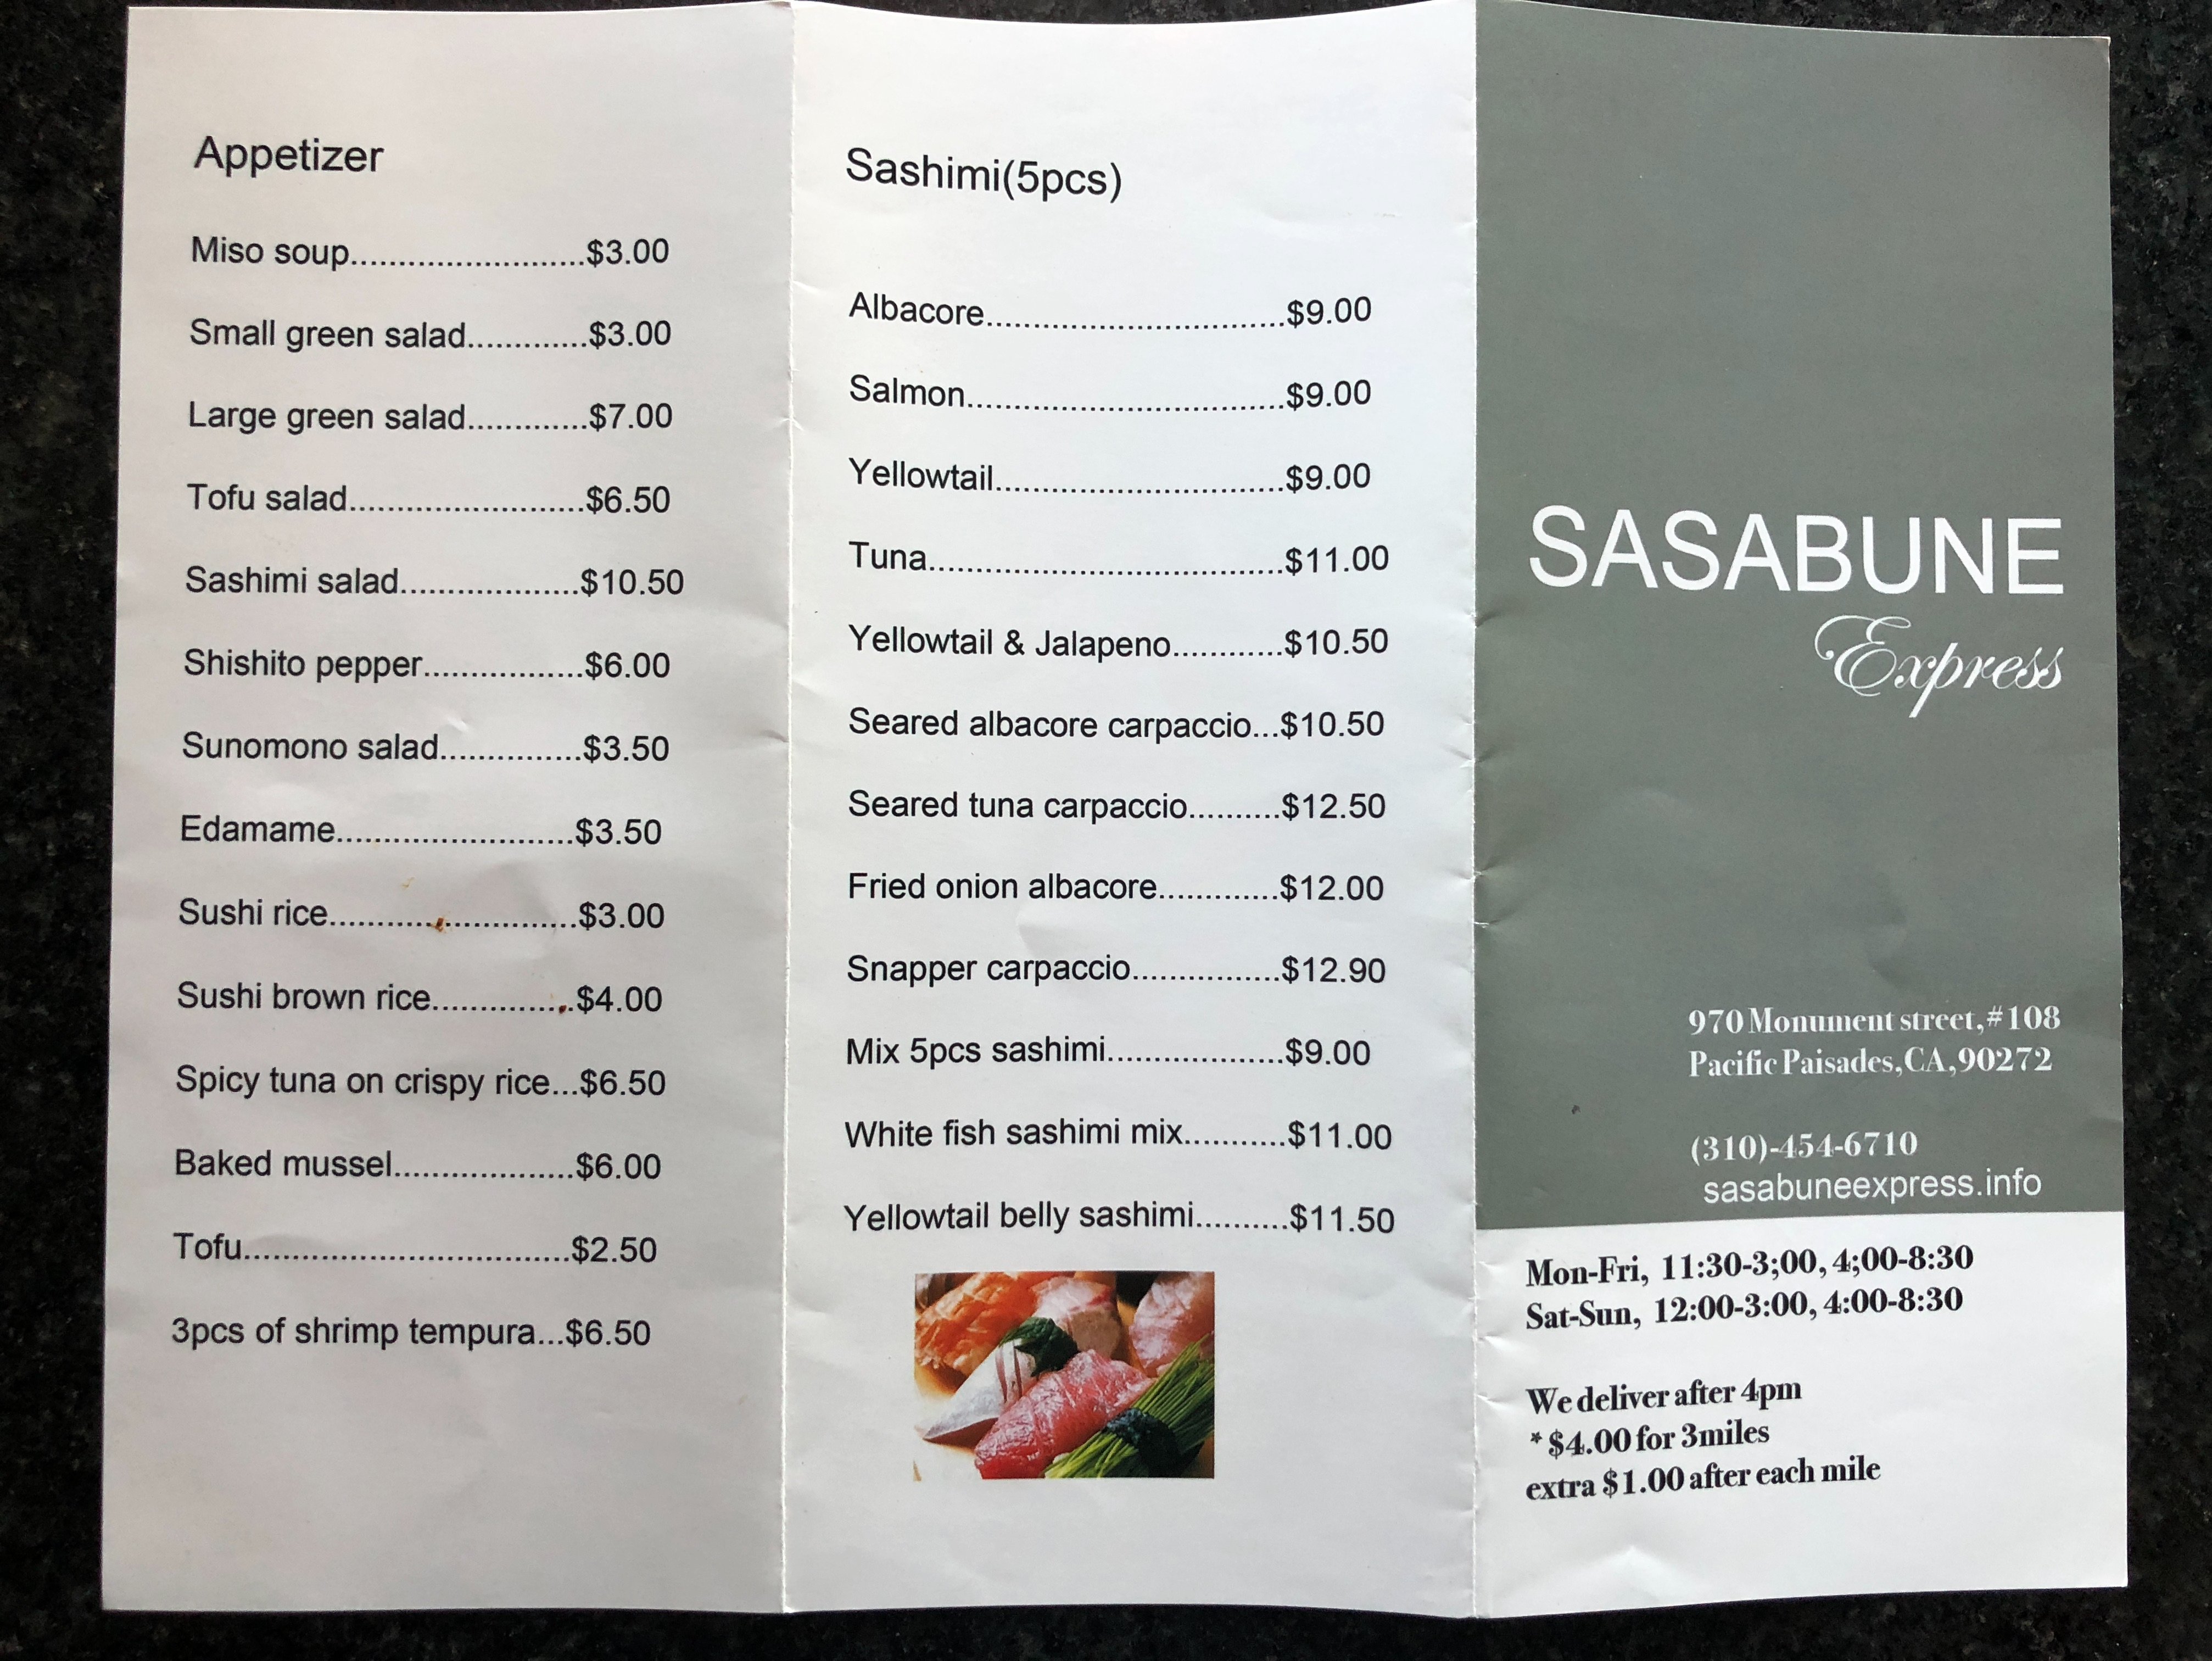 Appetizer
Miso soup.........................$3.00
Small green salad.............$3.00
Large green salad.............$7.00
Tofu salad.........................$6.50
Sashimi salad...................$10.50
Shishito pepper.................$6.00
Sunomono salad...............$3.50
Edamame.........................$3.50
Sushi rice..........................$3.00
Sushi brown rice...............$4.00
Spicy tuna on crispy rice...$6.50
Baked mussel...................$6.00
Tofu..................................$2.50
3pcs of shrimp tempura...$6.50
Sashimi(5pcs)
Albacore...............................$9.00
Salmon.................................$9.00
Yellowtail..............................$9.00
Tuna.....................................$11.00
Yellowtail & Jalapeno............$10.50
Seared albacore carpaccio...$10.50
Seared tuna carpaccio..........$12.50
Fried onion albacore.............$12.00
Snapper carpaccio................$12.90
Mix 5pcs sashimi...................$9.00
White fish sashimi mix...........$11.00
Yellowtail belly sashimi..........$11.50
SASABUNE
Express
970 Monument street,#108
Pacific Paisades,CA,90272
(310)-454-6710
sasabuneexpress.info
Mon-Fri, 11:30-3;00, 4;00-8:30
Sat-Sun, 12:00-3:00, 4:00-8:30
We deliver after 4pm
* $4.00 for 3miles
extra $1.00 after each mile